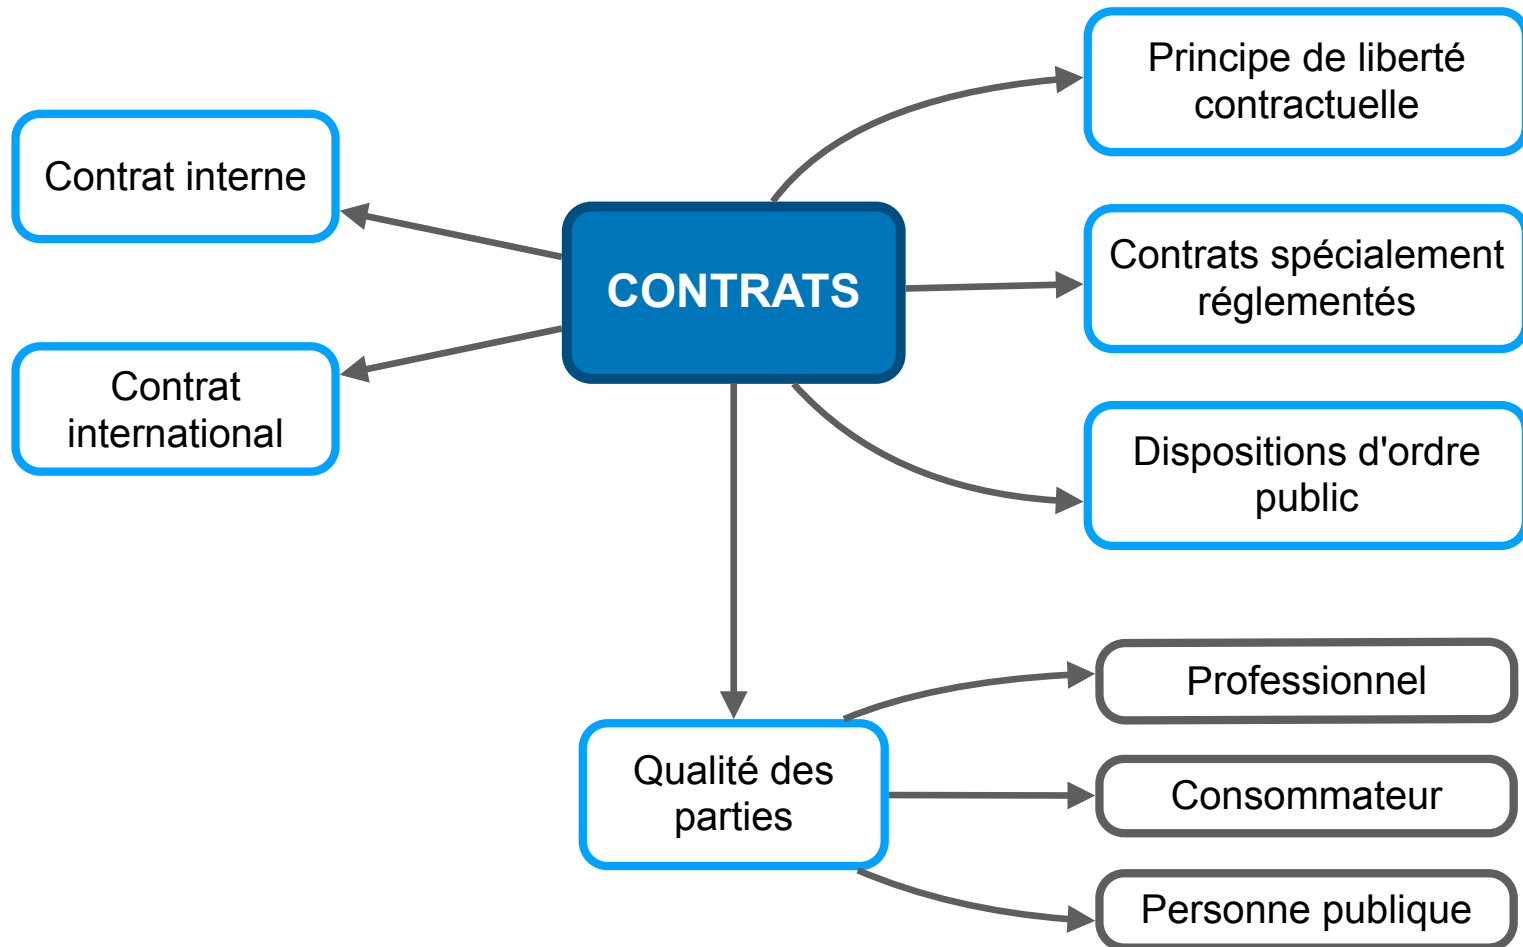 Principe de liberté
contractuelle
Contrat interne
CONTRATS
Contrats spécialement
réglementés
Contrat
international
Dispositions d'ordre
public
Qualité des
parties
Professionnel
Consommateur
Personne publique